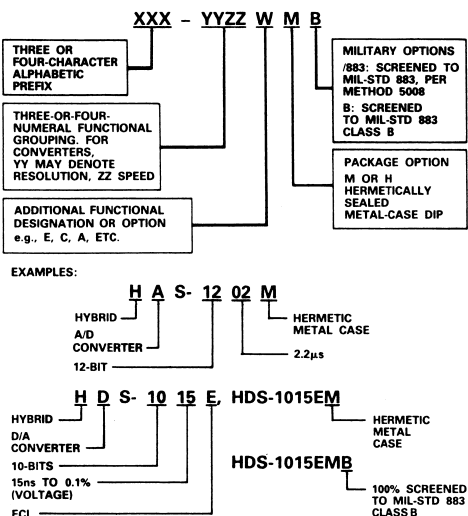 XXX – YYZZ W M B
THREE OR
FOUR-CHARACTER
ALPHABETIC
PREFIX
THREE-OR-FOUR-
NUMERAL FUNCTIONAL
GROUPING. FOR
CONVERTERS,
YY MAY DENOTE
RESOLUTION, ZZ SPEED
ADDITIONAL FUNCTIONAL
DESIGNATION OR OPTION
e.g., E, C, A, ETC.
MILITARY OPTIONS
/883: SCREENED TO
MIL-STD 883, PER
METHOD 5008
B: SCREENED
TO MIL-STD 883
CLASS B
PACKAGE OPTION
M OR H
HERMETICALLY
SEALED
METAL-CASE DIP
EXAMPLES:
H A S- 12 02 M
HYBRID
A/D
CONVERTER
12-BIT
HERMETIC
METAL CASE
2.2µs
H D S- 10 15 E, HDS-1015EM
HYBRID
D/A
CONVERTER
10-BITS
15ns TO 0.1%
(VOLTAGE)
ECL
HERMETIC
METAL
CASE
HDS-1015EMB
100% SCREENED
TO MIL-STD 883
CLASS B